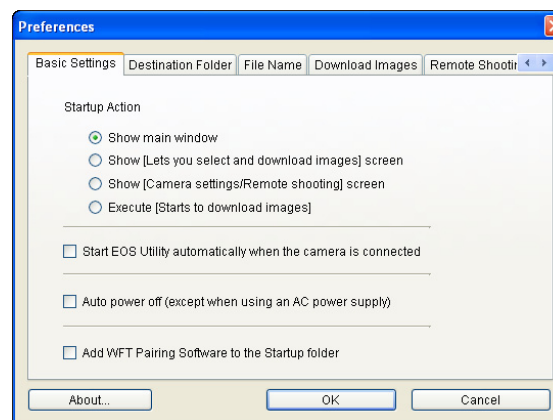 Preferences
Basic Settings Destination Folder File Name Download Images Remote Shootin
Startup Action
Show main window
Show [Lets you select and download images] screen
Show [Camera settings/Remote shooting] screen
Execute [Starts to download images]
Start EOS Utility automatically when the camera is connected
Auto power off (except when using an AC power supply)
Add WFT Pairing Software to the Startup folder
About... OK Cancel